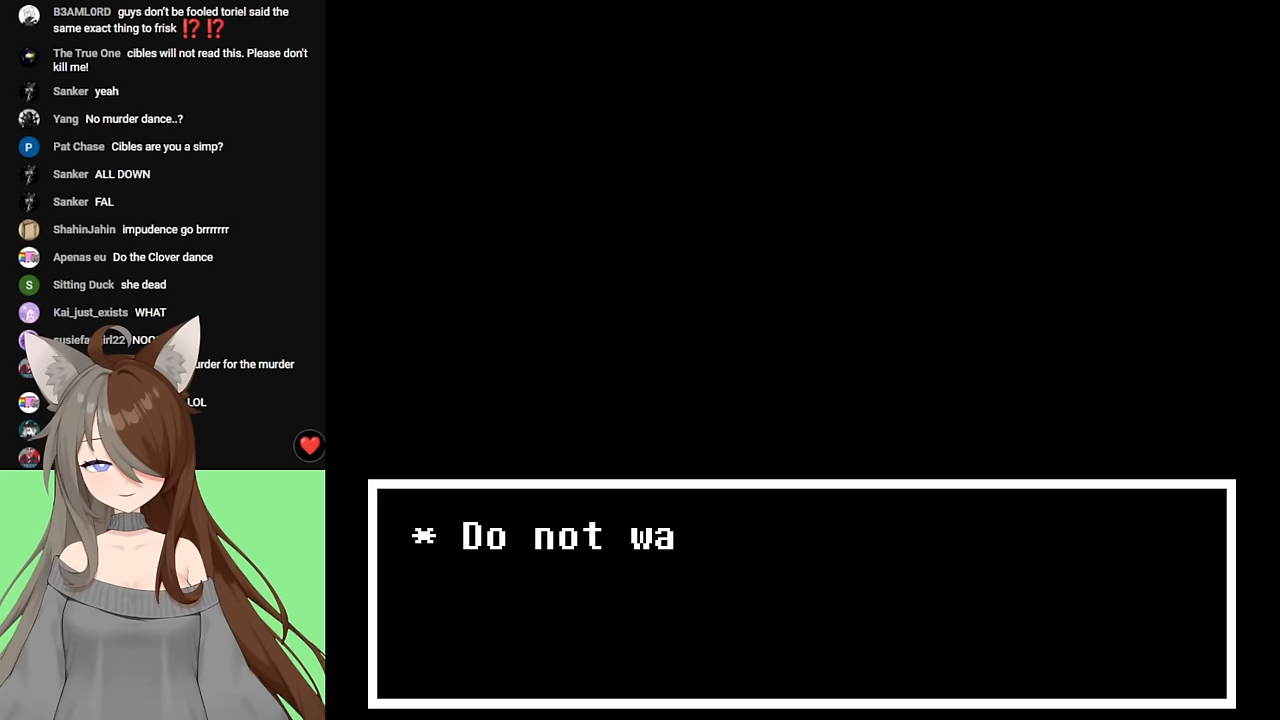 B3AML0RD guys don't be fooled toriel said the
same exact thing to frisk ⁉️ ⁉️
The True One cibles will not read this. Please don't
kill me!
Sanker yeah
Yang No murder dance..?
P Pat Chase Cibles are you a simp?
Sanker ALL DOWN
Sanker FAL
ShahinJahin impudence go brrrrrrr
Apenas eu Do the Clover dance
S Sitting Duck she dead
Kai_just_exists WHAT
urder for the murder
LOL
* Do not wa